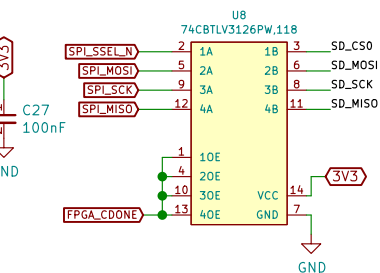 U8
74CBTLV3126PW,118
3V3
C27
100nF
GND
SPI_SSEL_N 2 1A 1B 3 SD_CS0
SPI_MOSI 5 2A 2B 6 SD_MOSI
SPI_SCK 9 3A 3B 8 SD_SCK
SPI_MISO 12 4A 4B 11 SD_MISO
1 1OE
4 2OE
10 3OE VCC 14 3V3
FPGA_CDONE 13 4OE GND 7
GND